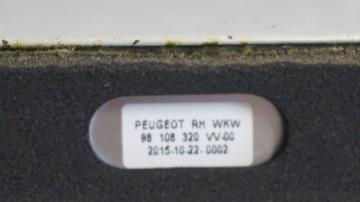 PEUGEOT RH WKW
98 108 320 VV-00
2015-10-22-0002